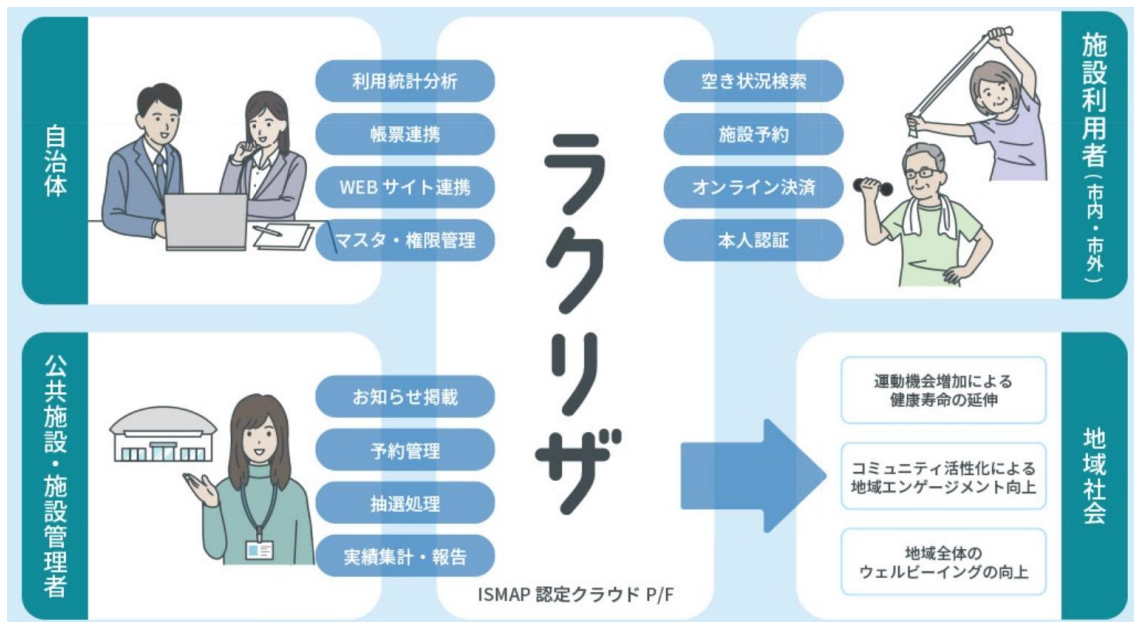 自治体
利用統計分析
帳票連携
WEBサイト連携
マスタ・権限管理
ラクリザ
空き状況検索
施設予約
オンライン決済
本人認証
施設利用者(市内・市外)
公共施設・施設管理者
お知らせ掲載
予約管理
抽選処理
実績集計・報告
ISMAP 認定クラウド P/F
運動機会増加による
健康寿命の延伸
コミュニティ活性化による
地域エンゲージメント向上
地域全体の
ウェルビーイングの向上
地域社会